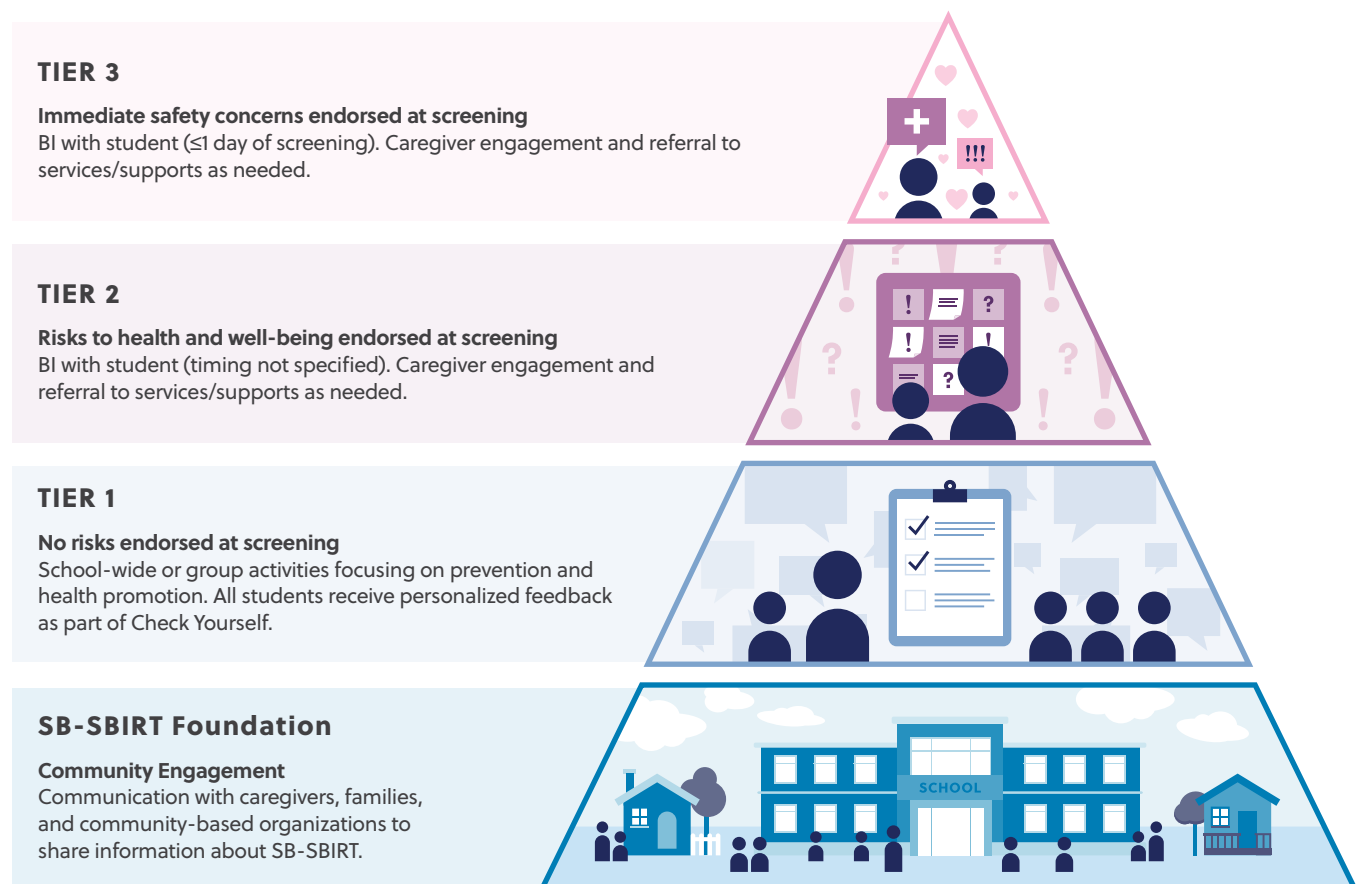 TIER 3
Immediate safety concerns endorsed at screening
BI with student (≤1 day of screening). Caregiver engagement and referral to
services/supports as needed.
!!!
TIER 2
Risks to health and well-being endorsed at screening
BI with student (timing not specified). Caregiver engagement and
referral to services/supports as needed.
TIER 1
No risks endorsed at screening
School-wide or group activities focusing on prevention and
health promotion. All students receive personalized feedback
as part of Check Yourself.
SB-SBIRT Foundation
Community Engagement
Communication with caregivers, families,
and community-based organizations to
share information about SB-SBIRT.
SCHOOL